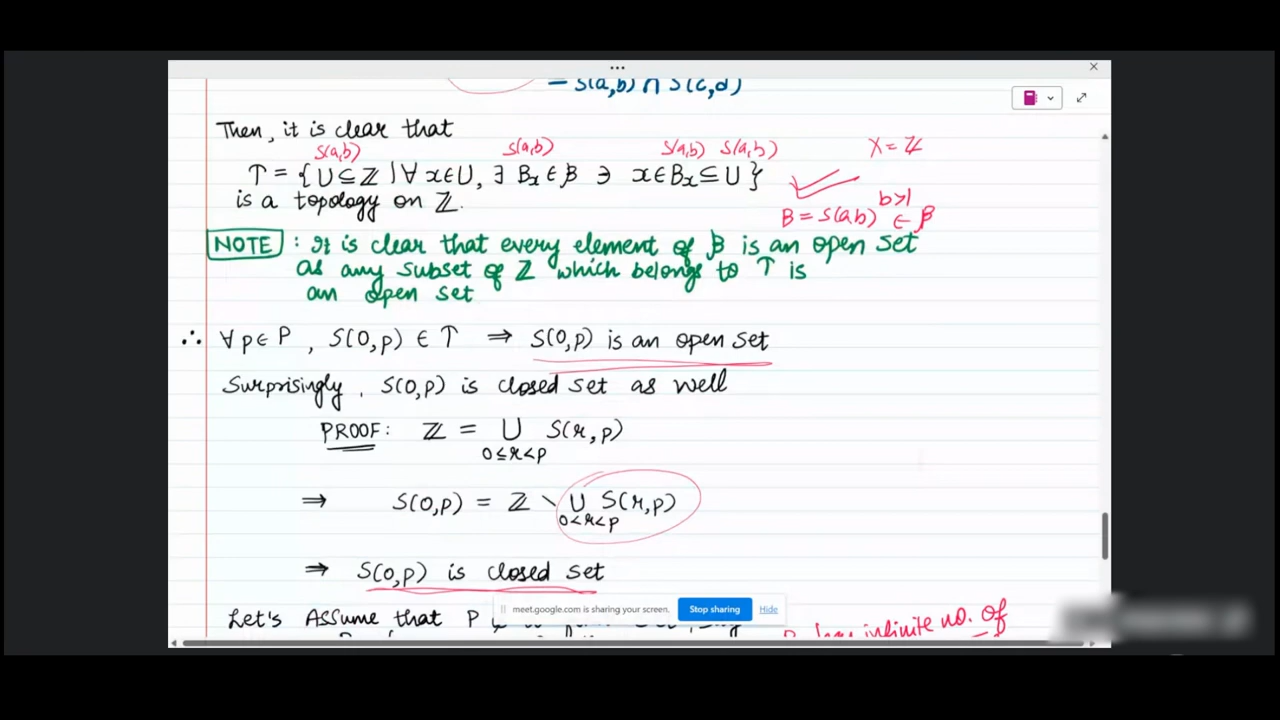 = S(a,b) ∩ S(c,d)
Then, it is clear that
S(a,b) S(a,b) S(a,b) S(a,b) X = ℤ
τ = { U ⊆ ℤ | ∀ x ∈ U, ∃ Bx ∈ β ∋ x ∈ Bx ⊆ U }
is a topology on ℤ.
b>1
B = S(a,b) ∈ β
NOTE : It is clear that every element of β is an open set
as any subset of ℤ which belongs to τ is
an open set
∴ ∀ p ∈ P , S(0,p) ∈ τ ⇒ S(0,p) is an open set
Surprisingly, S(0,p) is closed set as well
PROOF: ℤ = ∪ S(r,p)
0≤r<p
⇒ S(0,p) = ℤ \ ∪ S(r,p)
0<r<p
⇒ S(0,p) is closed set
meet.google.com is sharing your screen. Stop sharing Hide
Let's Assume that P
infinite no. of